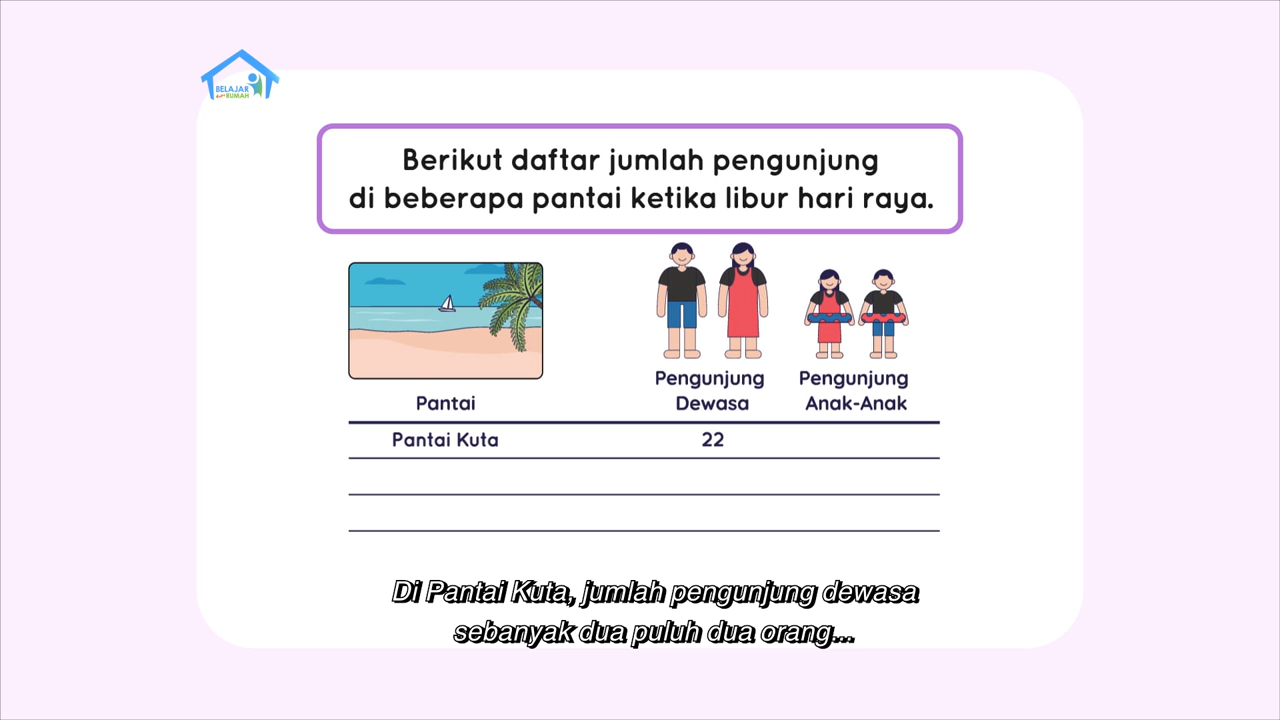 BELAJAR
dari RUMAH
Berikut daftar jumlah pengunjung
di beberapa pantai ketika libur hari raya.
Pengunjung Dewasa
Pengunjung Anak-Anak
Pantai
Pantai Kuta 22
Di Pantai Kuta, jumlah pengunjung dewasa
sebanyak dua puluh dua orang...